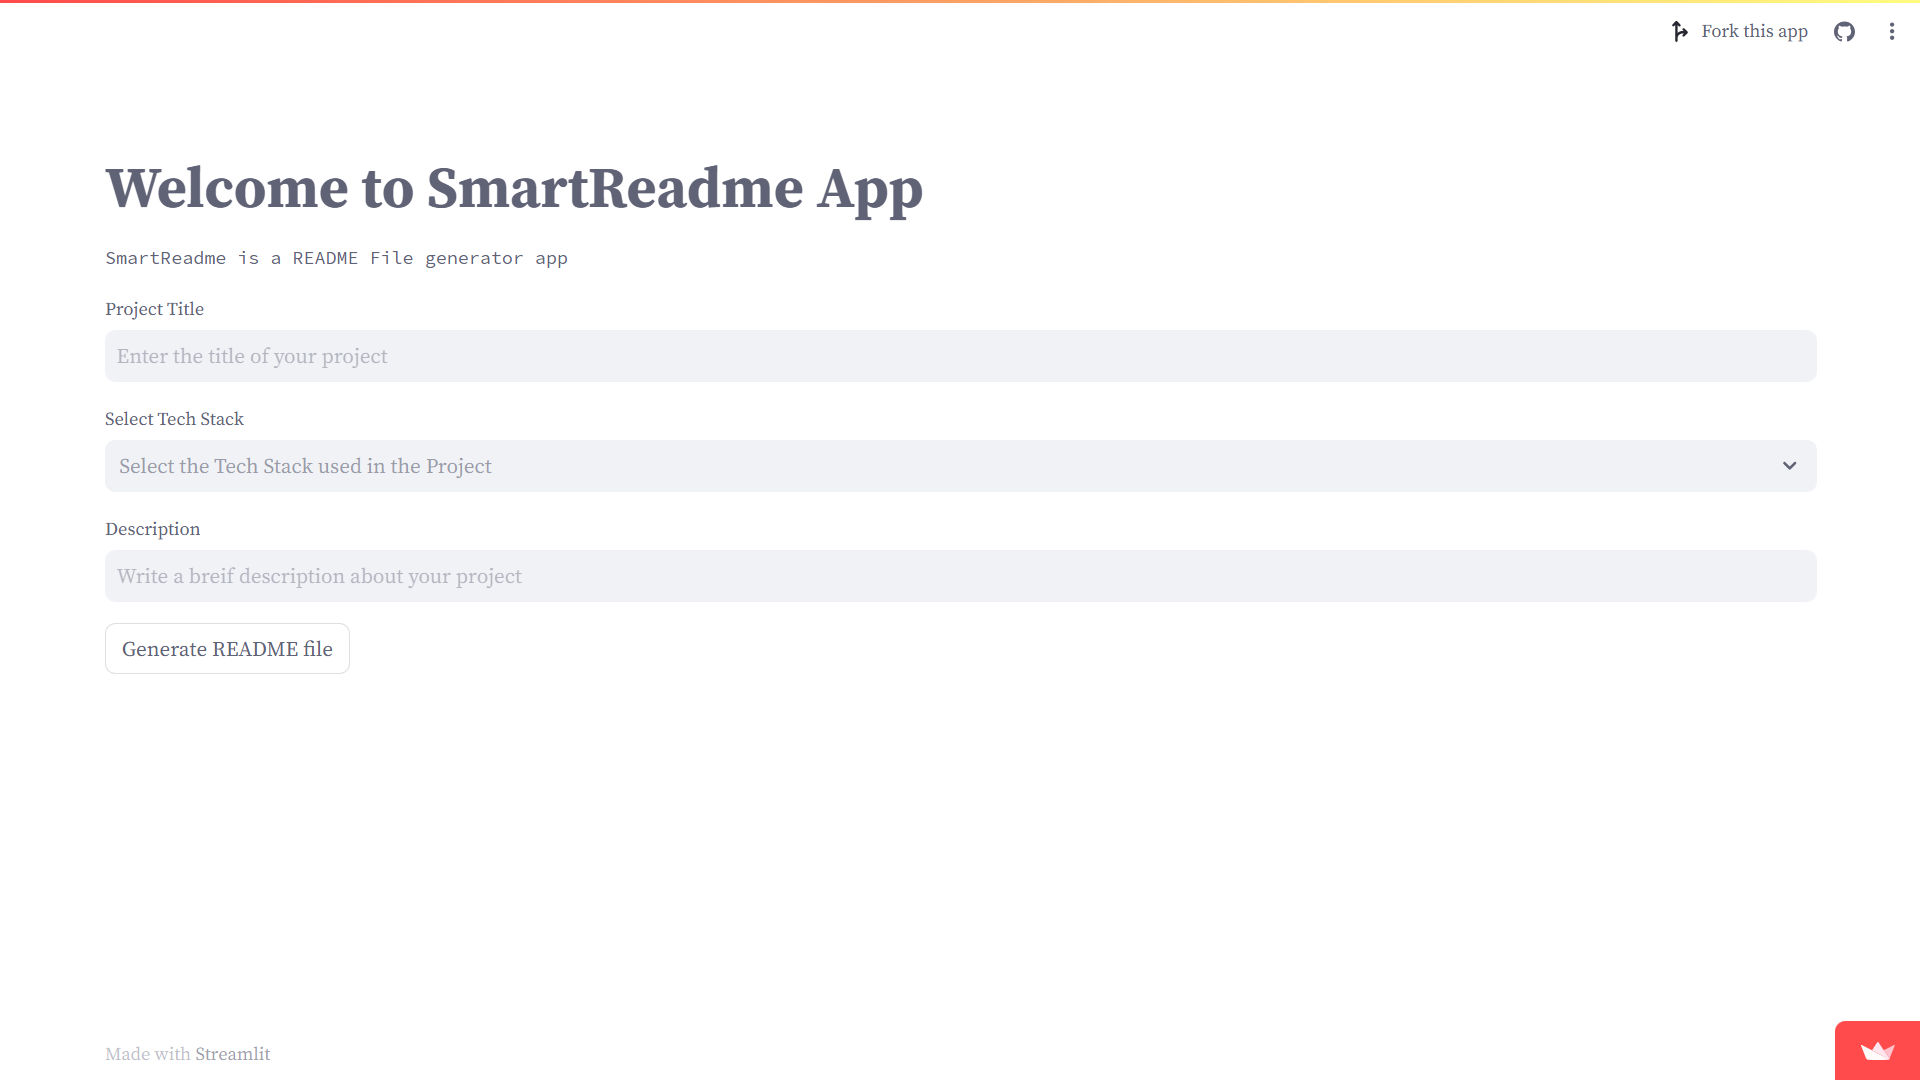 Fork this app
Welcome to SmartReadme App
SmartReadme is a README File generator app
Project Title
Enter the title of your project
Select Tech Stack
Select the Tech Stack used in the Project
Description
Write a breif description about your project
Generate README file
Made with Streamlit